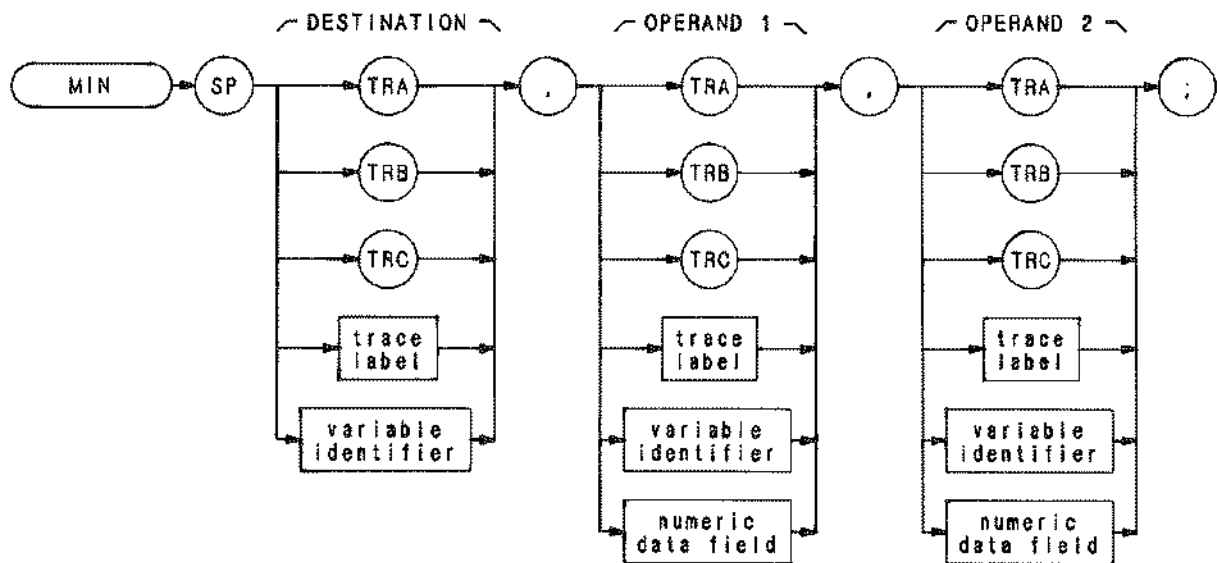 DESTINATION OPERAND 1 OPERAND 2
MIN SP TRA , TRA , TRA ;
TRB TRB TRB
TRC TRC TRC
trace trace trace
label label label
variable variable variable
identifier identifier identifier
numeric numeric
data field data field